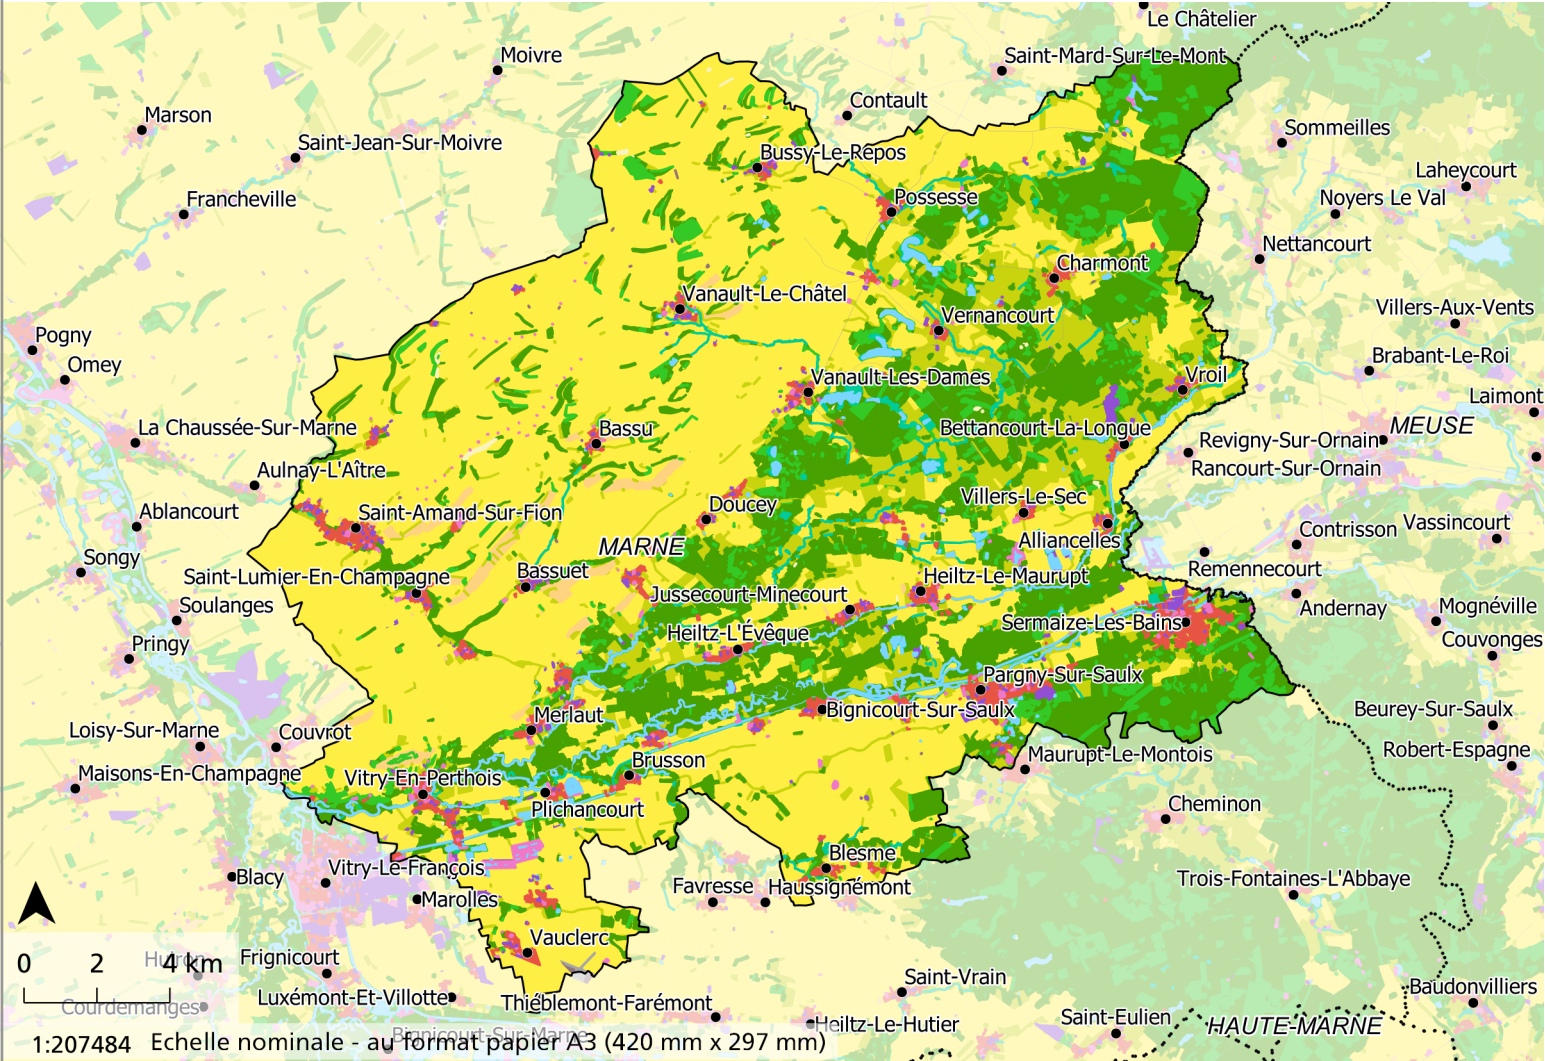 Le Châtelier
Moivre
Saint-Mard-Sur-Le-Mont
Contault
Marson
Sommeilles
Saint-Jean-Sur-Moivre
Bussy-Le-Repos
Laheycourt
Francheville
Possesse
Noyers Le Val
Nettancourt
Charmont
Vanault-Le-Châtel
Villers-Aux-Vents
Vernancourt
Pogny
Brabant-Le-Roi
Omey
Vanault-Les-Dames
Vroil
Laimont
La Chaussée-Sur-Marne
Bassu
Bettancourt-La-Longue
MEUSE
Revigny-Sur-Ornain
Aulnay-L'Aître
Rancourt-Sur-Ornain
Villers-Le-Sec
Ablancourt
Saint-Amand-Sur-Fion
Doucey
Vassincourt
Contrisson
Alliancelles
MARNE
Songy
Bassuet
Saint-Lumier-En-Champagne
Heiltz-Le-Maurupt
Remennecourt
Jussecourt-Minecourt
Soulanges
Andernay
Mognéville
Sermaize-Les-Bains
Heiltz-L'Évêque
Couvonges
Pringy
Pargny-Sur-Saulx
Bignicourt-Sur-Saulx
Beurey-Sur-Saulx
Merlaut
Loisy-Sur-Marne
Couvrot
Robert-Espagne
Maurupt-Le-Montois
Brusson
Maisons-En-Champagne
Vitry-En-Perthois
Cheminon
Plichancourt
Blesme
Vitry-Le-François
Blacy
Trois-Fontaines-L'Abbaye
Favresse
Haussignémont
Marolles
Vauclerc
Huiron
Frignicourt
0 2 4 km
Saint-Vrain
Baudonvilliers
Luxémont-Et-Villotte
Thiéblemont-Farémont
Courdemanges
Saint-Eulien
Heiltz-Le-Hutier
HAUTE-MARNE
Bignicourt-Sur-Marne
1:207484 Echelle nominale - au format papier A3 (420 mm x 297 mm)